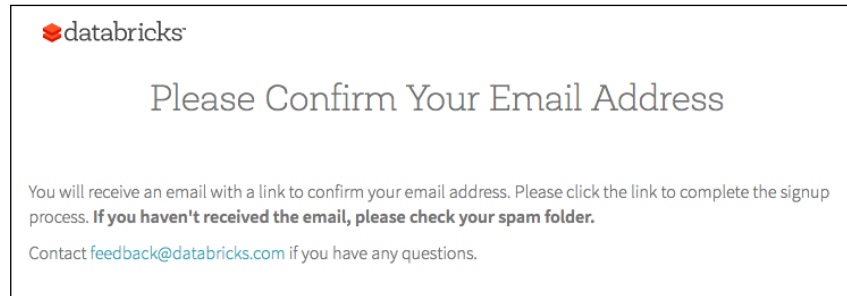 databricks
Please Confirm Your Email Address
You will receive an email with a link to confirm your email address. Please click the link to complete the signup
process. If you haven't received the email, please check your spam folder.
Contact feedback@databricks.com if you have any questions.